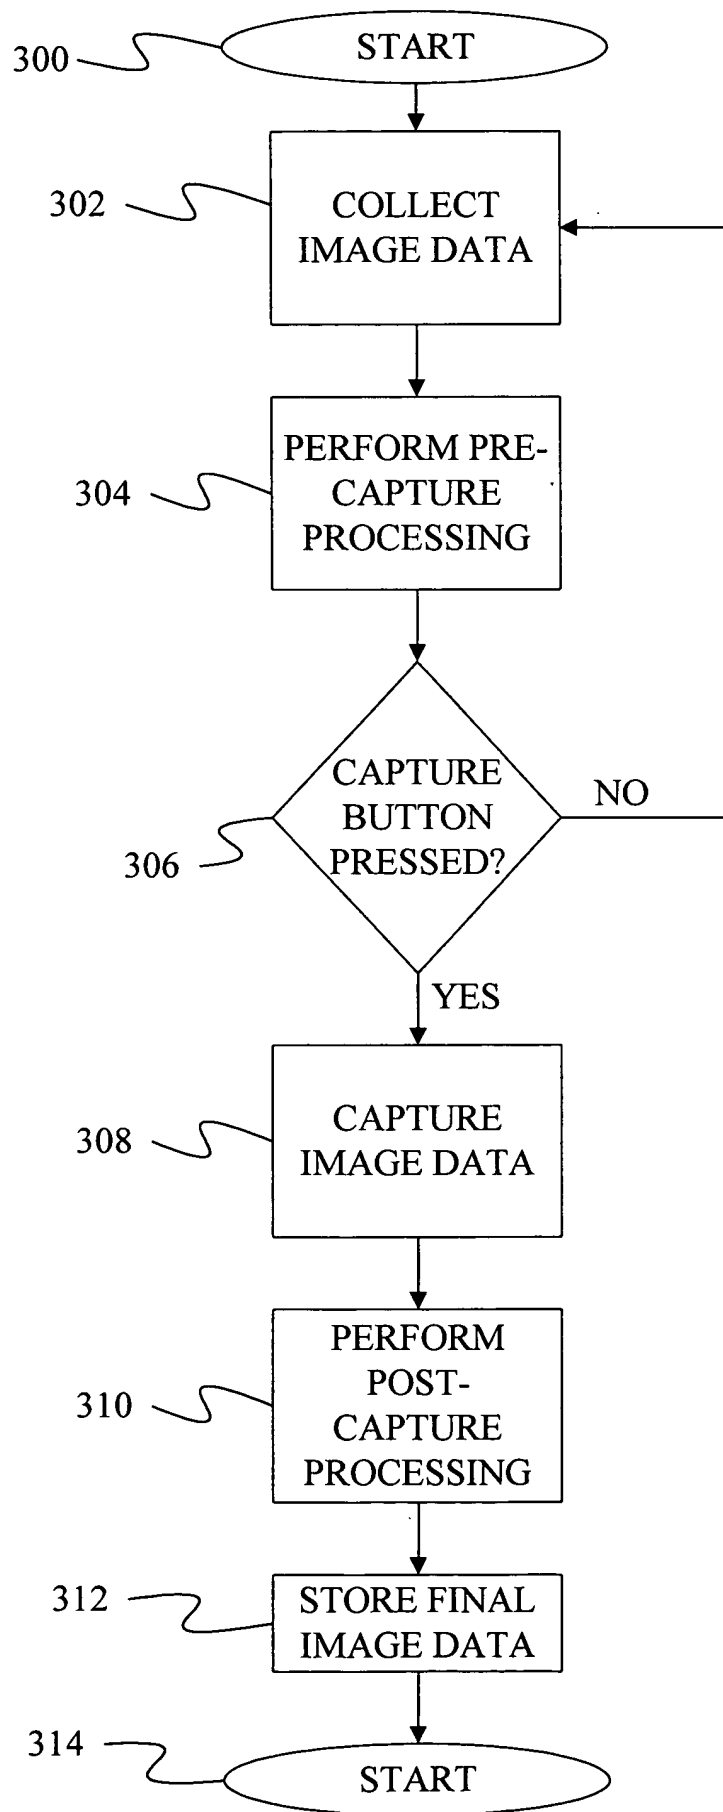 300
START
302
COLLECT
IMAGE DATA
304
PERFORM PRE-
CAPTURE
PROCESSING
306
CAPTURE
BUTTON
PRESSED?
NO
YES
308
CAPTURE
IMAGE DATA
310
PERFORM
POST-
CAPTURE
PROCESSING
312
STORE FINAL
IMAGE DATA
314
START